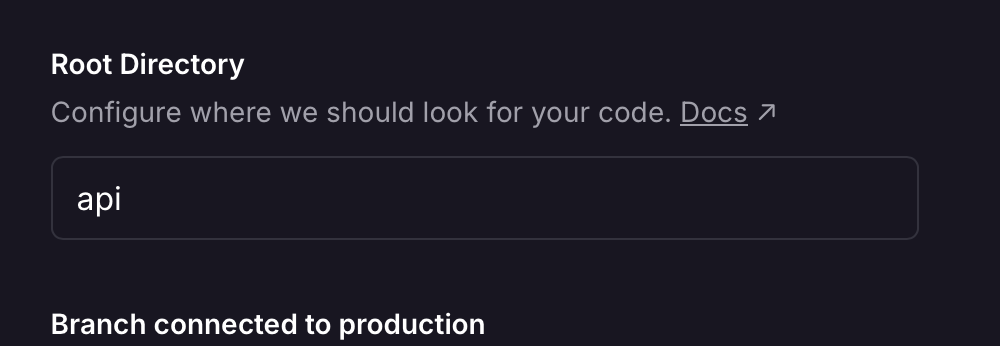 Root Directory
Configure where we should look for your code. Docs ↗
api
Branch connected to production